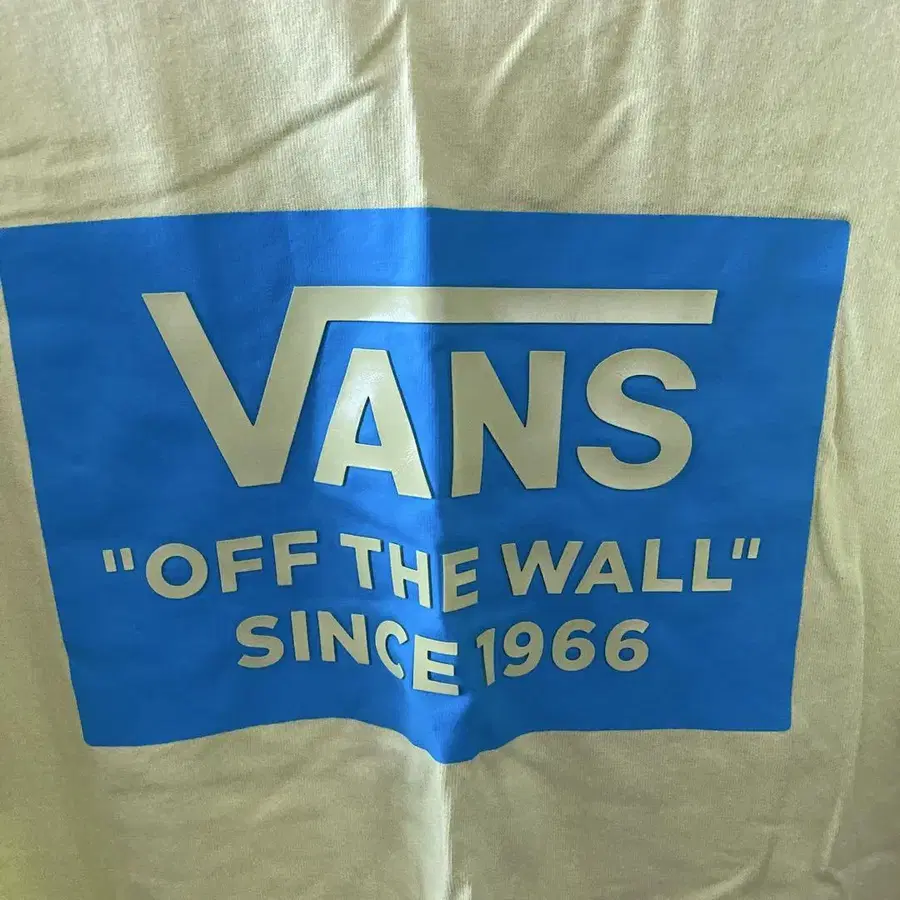 VANS
"OFF THE WALL"
SINCE 1966